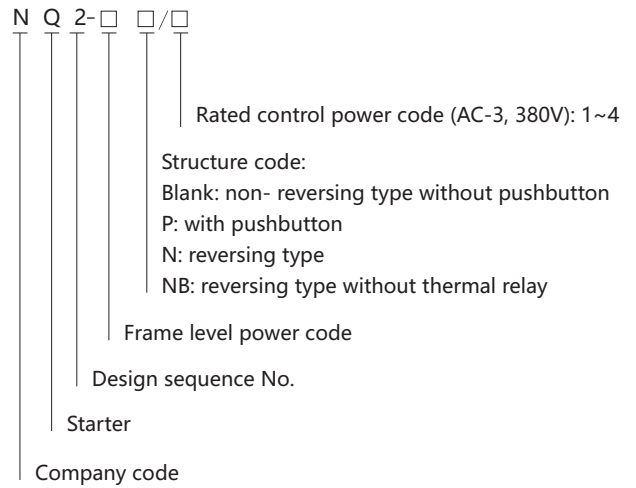 N Q 2-□ □/□
Rated control power code (AC-3, 380V): 1~4
Structure code:
Blank: non- reversing type without pushbutton
P: with pushbutton
N: reversing type
NB: reversing type without thermal relay
Frame level power code
Design sequence No.
Starter
Company code